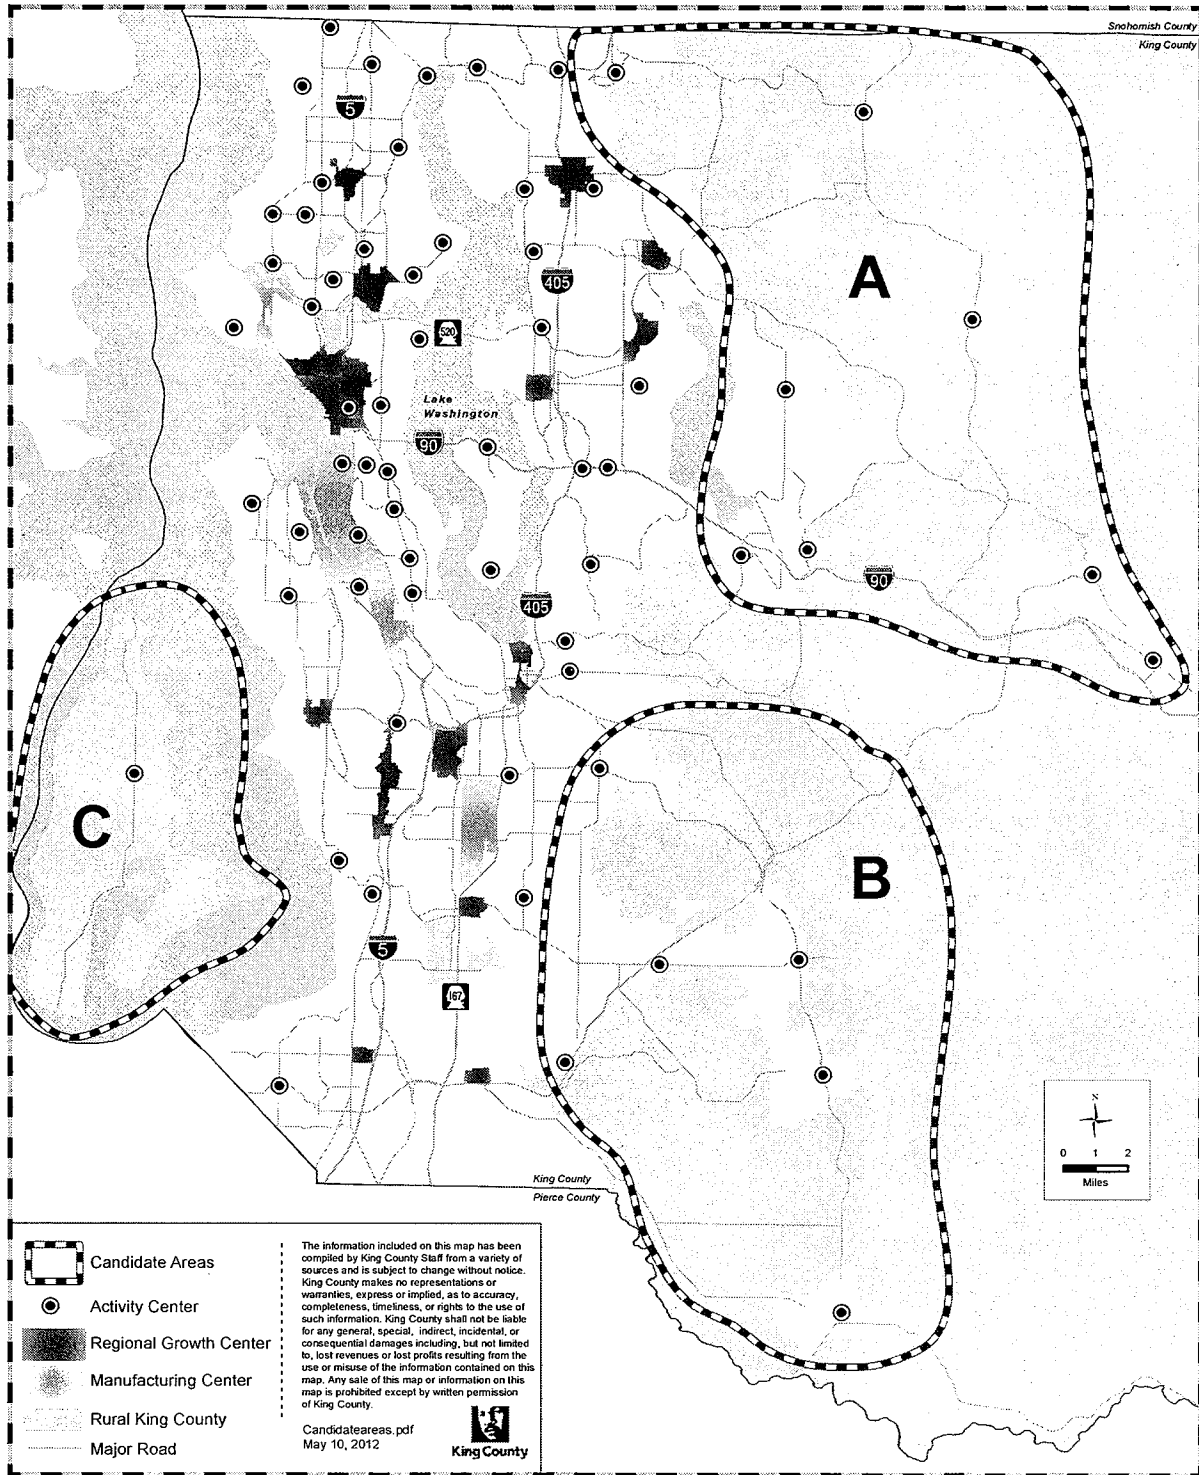 Snohomish County
King County
5
A
405
520
Lake
Washington
90
90
405
C
B
5
167
N
0 1 2
Miles
King County
Pierce County
Candidate Areas
Activity Center
Regional Growth Center
Manufacturing Center
Rural King County
Major Road
The information included on this map has been
compiled by King County Staff from a variety of
sources and is subject to change without notice.
King County makes no representations or
warranties, express or implied, as to accuracy,
completeness, timeliness, or rights to the use of
such information. King County shall not be liable
for any general, special, indirect, incidental, or
consequential damages including, but not limited
to, lost revenues or lost profits resulting from the
use or misuse of the information contained on this
map. Any sale of this map or information on this
map is prohibited except by written permission
of King County.
Candidateareas.pdf
May 10, 2012
King County